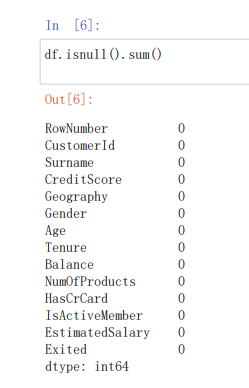 In [6]:
df.isnull().sum()
Out[6]:
RowNumber 0
CustomerId 0
Surname 0
CreditScore 0
Geography 0
Gender 0
Age 0
Tenure 0
Balance 0
NumOfProducts 0
HasCrCard 0
IsActiveMember 0
EstimatedSalary 0
Exited 0
dtype: int64